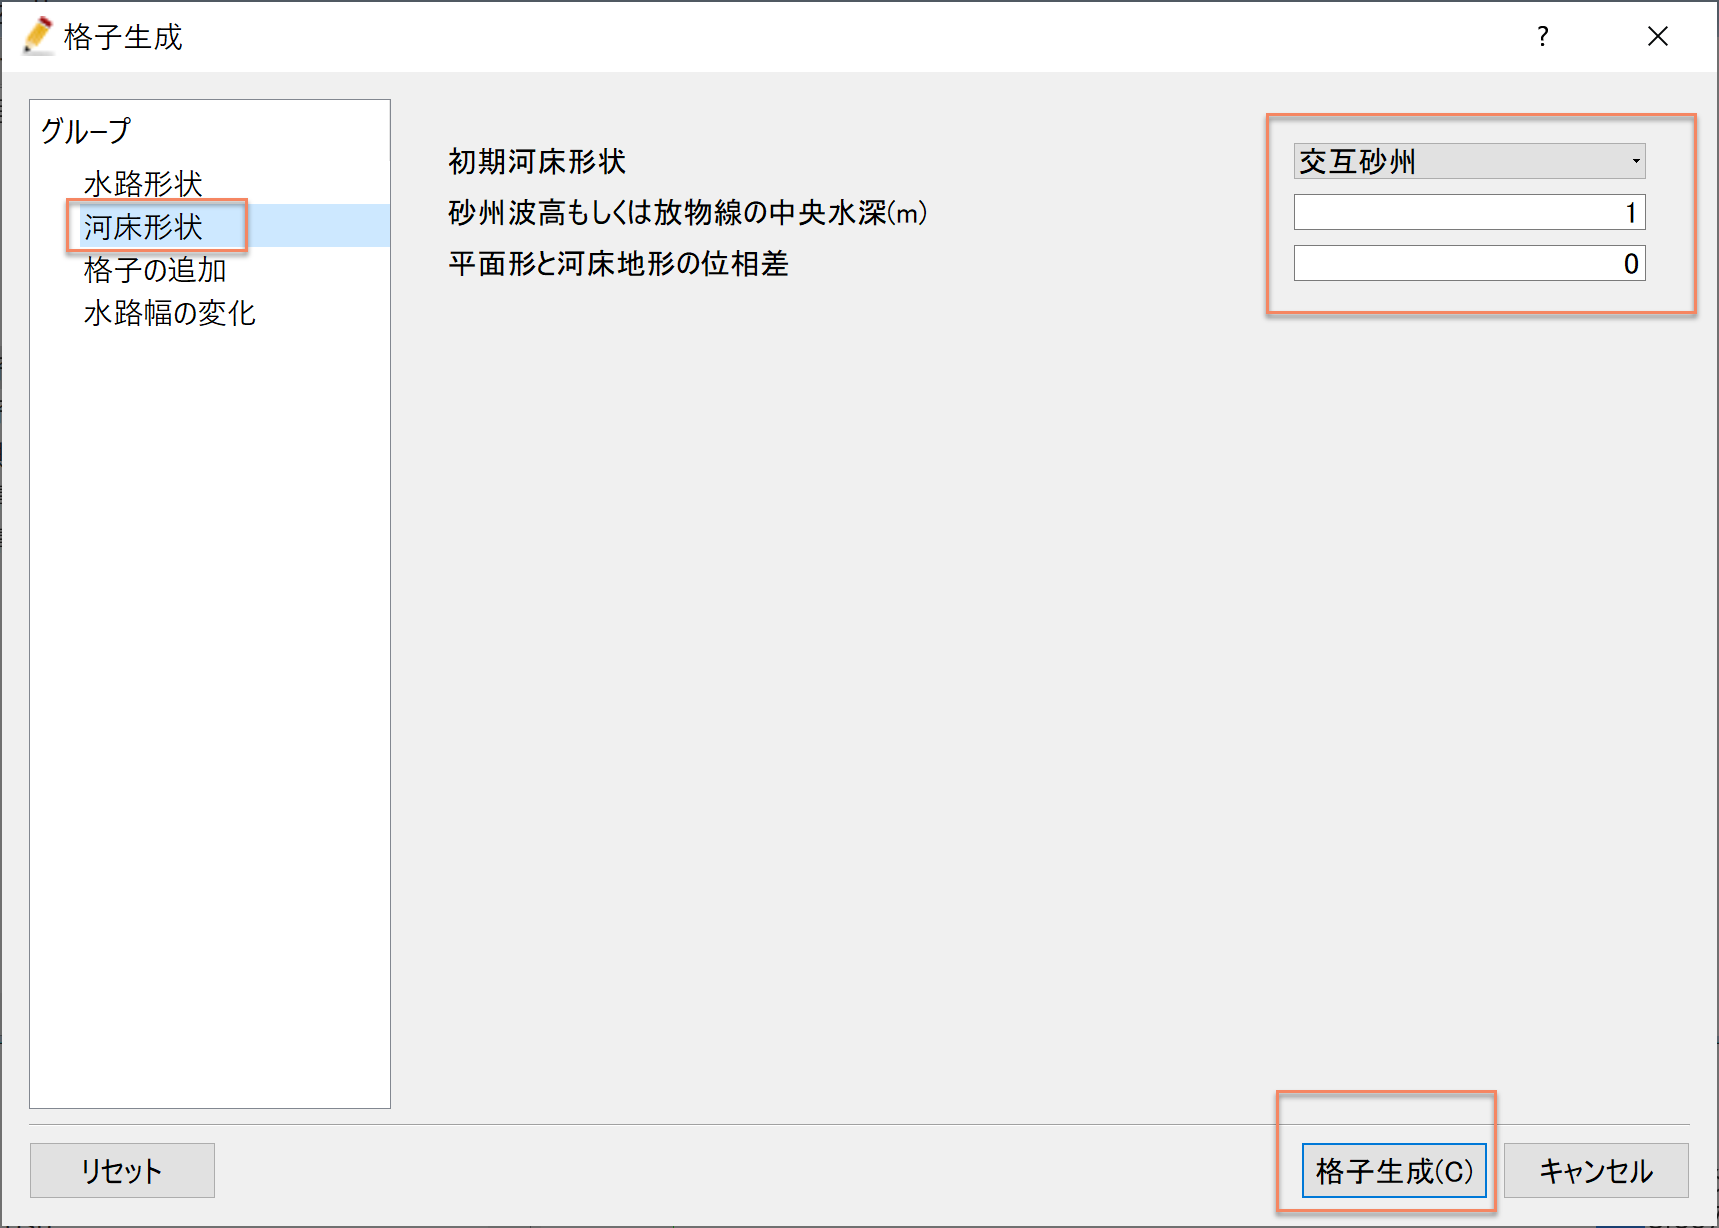 格子生成
?
グループ
水路形状
河床形状
格子の追加
水路幅の変化
初期河床形状
交互砂州
砂州波高もしくは放物線の中央水深(m)
1
平面形と河床地形の位相差
0
リセット
格子生成(C)
キャンセル